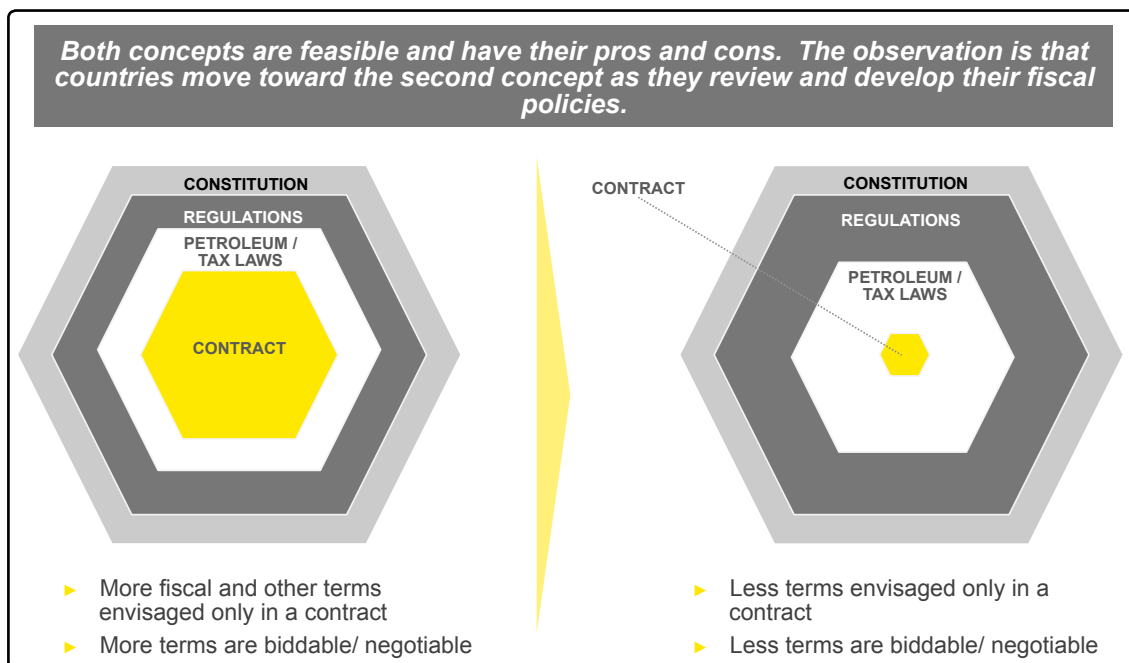 Both concepts are feasible and have their pros and cons.  The observation is that
countries move toward the second concept as they review and develop their fiscal
policies.
CONSTITUTION
REGULATIONS
PETROLEUM /
TAX LAWS
CONTRACT
CONTRACT
CONSTITUTION
REGULATIONS
PETROLEUM /
TAX LAWS
► More fiscal and other terms
envisaged only in a contract
► More terms are biddable/ negotiable
► Less terms envisaged only in a
contract
► Less terms are biddable/ negotiable